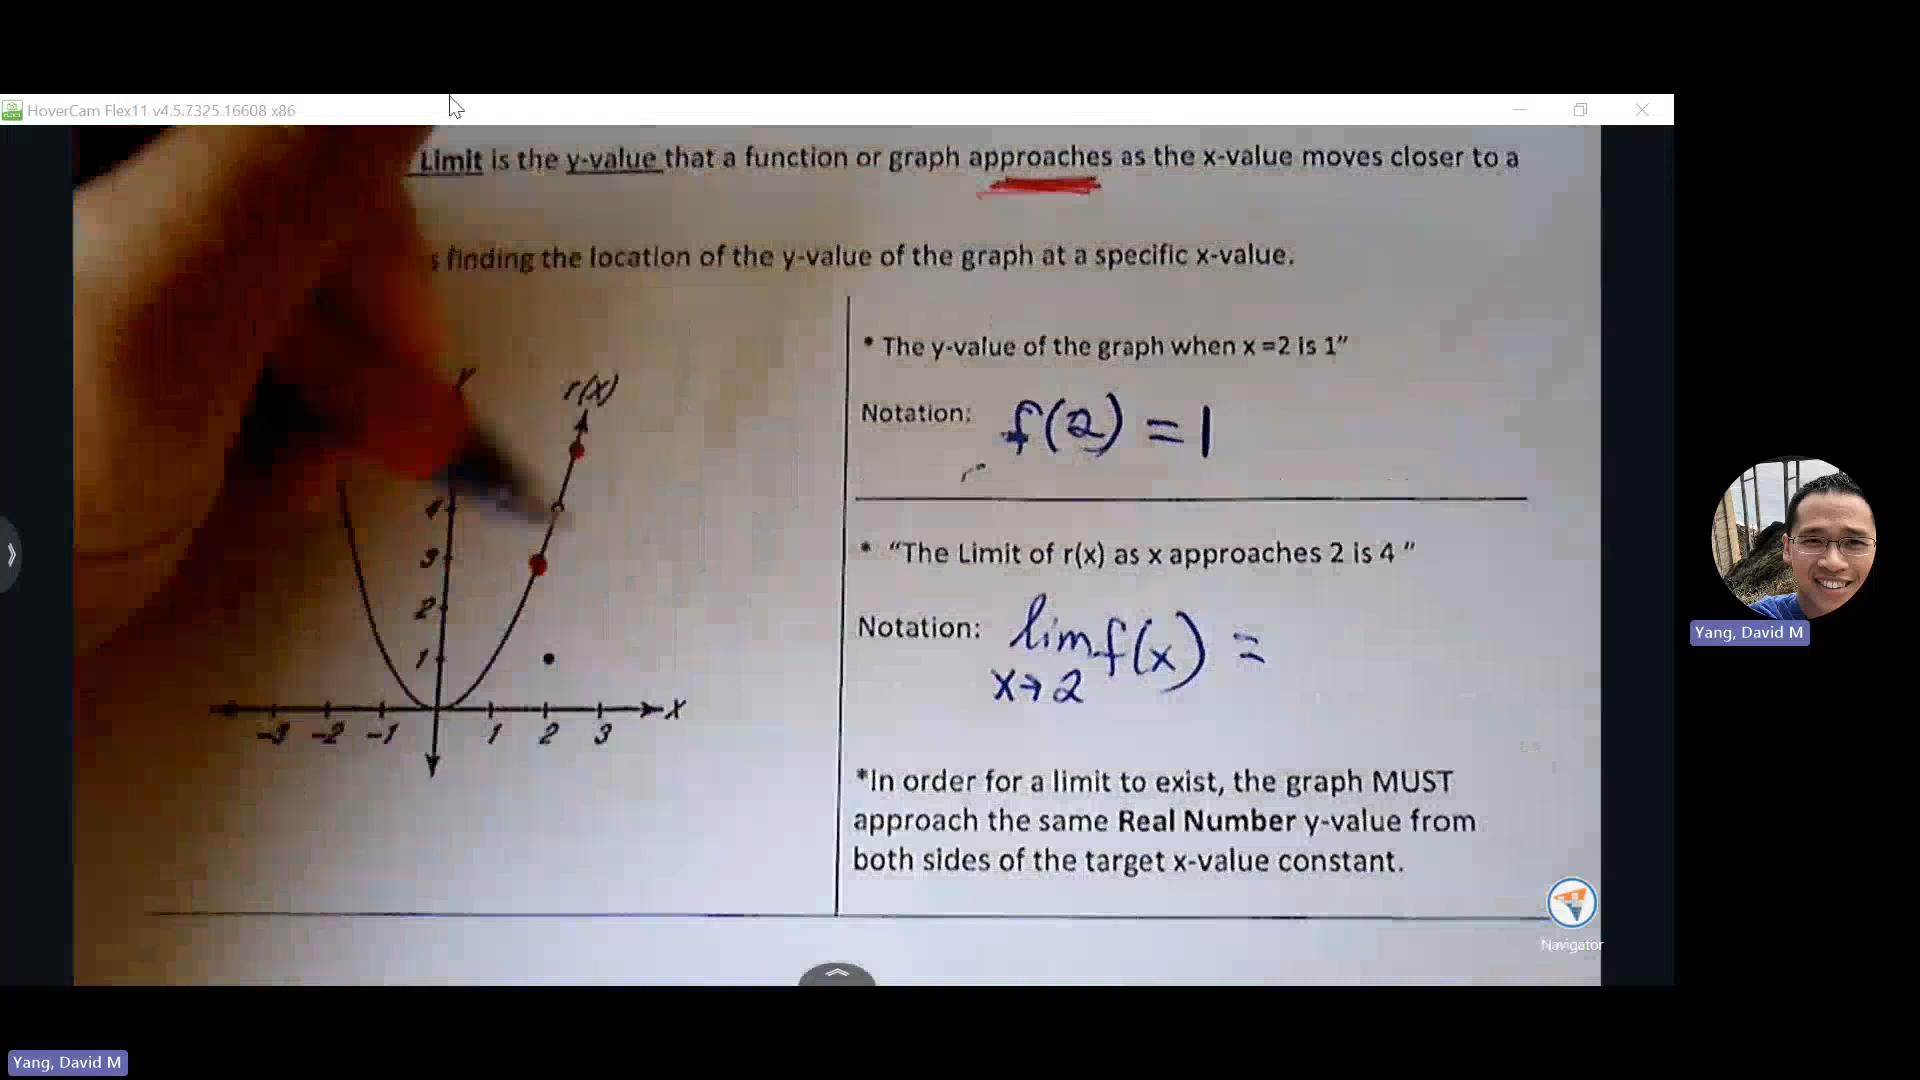 HoverCam Flex11 v4.5.7325.16608 x86
Limit is the y-value that a function or graph approaches as the x-value moves closer to a
s finding the location of the y-value of the graph at a specific x-value.
y
r(x)
4
3
2
1
-3 -2 -1 1 2 3 x
* The y-value of the graph when x =2 is 1”
Notation: f(2) = 1
* “The Limit of r(x) as x approaches 2 is 4 ”
Notation: lim f(x) =
x→2
*In order for a limit to exist, the graph MUST
approach the same Real Number y-value from
both sides of the target x-value constant.
Navigator
Yang, David M
Yang, David M